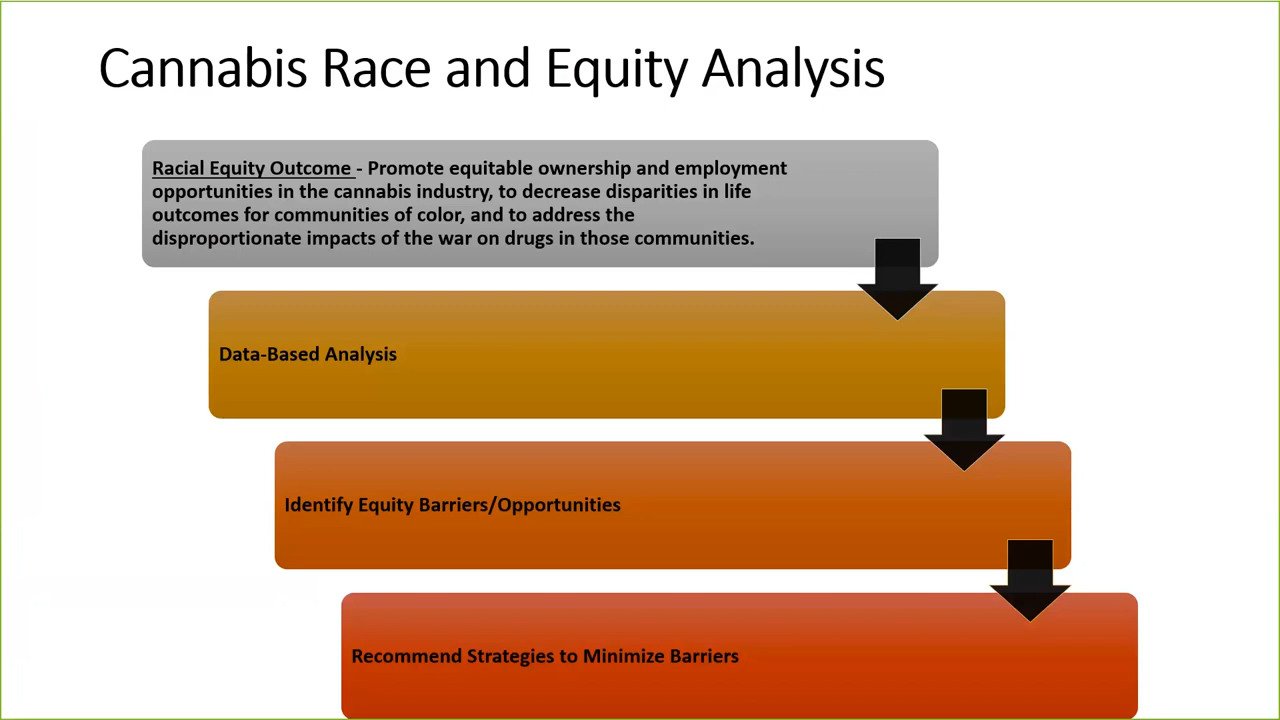 Cannabis Race and Equity Analysis
Racial Equity Outcome - Promote equitable ownership and employment
opportunities in the cannabis industry, to decrease disparities in life
outcomes for communities of color, and to address the
disproportionate impacts of the war on drugs in those communities.
Data-Based Analysis
Identify Equity Barriers/Opportunities
Recommend Strategies to Minimize Barriers